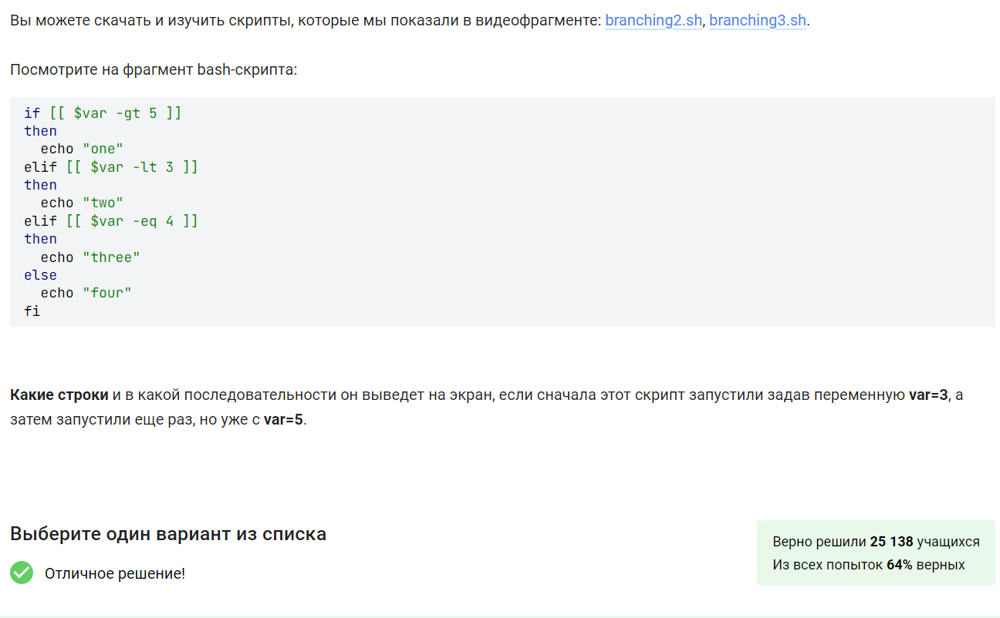 Вы можете скачать и изучить скрипты, которые мы показали в видеофрагменте: branching2.sh, branching3.sh.
Посмотрите на фрагмент bash-скрипта:
if [[ $var -gt 5 ]]
then
  echo "one"
elif [[ $var -lt 3 ]]
then
  echo "two"
elif [[ $var -eq 4 ]]
then
  echo "three"
else
  echo "four"
fi
Какие строки и в какой последовательности он выведет на экран, если сначала этот скрипт запустили задав переменную var=3, а
затем запустили еще раз, но уже с var=5.
Выберите один вариант из списка
Отличное решение!
Верно решили 25 138 учащихся
Из всех попыток 64% верных